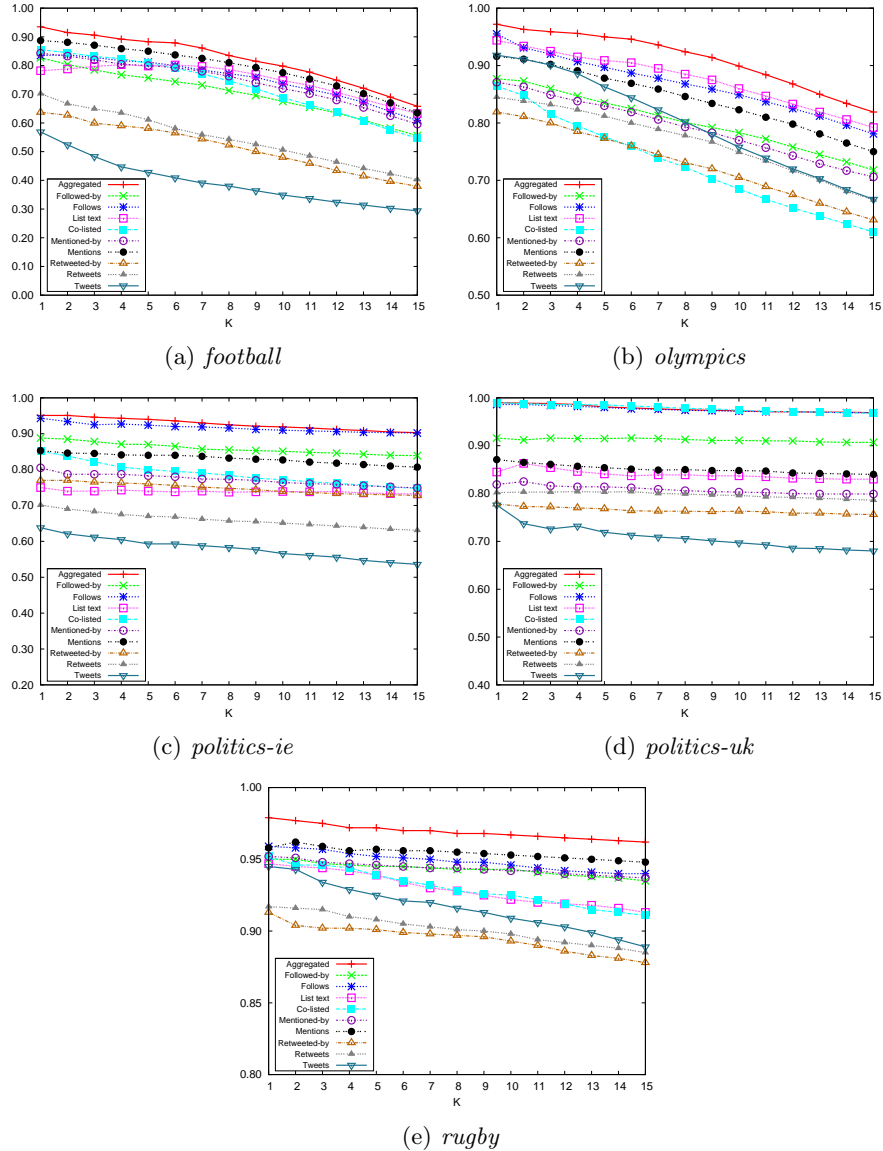 1.00
0.90
0.80
0.70
0.60
0.50
0.40
0.30
0.20
0.10
0.00
Aggregated
Followed-by
Follows
List text
Co-listed
Mentioned-by
Mentions
Retweeted-by
Retweets
Tweets
1 2 3 4 5 6 7 8 9 10 11 12 13 14 15
K
(a) football
1.00
0.90
0.80
0.70
0.60
0.50
Aggregated
Followed-by
Follows
List text
Co-listed
Mentioned-by
Mentions
Retweeted-by
Retweets
Tweets
1 2 3 4 5 6 7 8 9 10 11 12 13 14 15
K
(b) olympics
1.00
0.90
0.80
0.70
0.60
0.50
0.40
0.30
0.20
Aggregated
Followed-by
Follows
List text
Co-listed
Mentioned-by
Mentions
Retweeted-by
Retweets
Tweets
1 2 3 4 5 6 7 8 9 10 11 12 13 14 15
K
(c) politics-ie
1.00
0.90
0.80
0.70
0.60
0.50
0.40
Aggregated
Followed-by
Follows
List text
Co-listed
Mentioned-by
Mentions
Retweeted-by
Retweets
Tweets
1 2 3 4 5 6 7 8 9 10 11 12 13 14 15
K
(d) politics-uk
1.00
0.95
0.90
0.85
0.80
Aggregated
Followed-by
Follows
List text
Co-listed
Mentioned-by
Mentions
Retweeted-by
Retweets
Tweets
1 2 3 4 5 6 7 8 9 10 11 12 13 14 15
K
(e) rugby